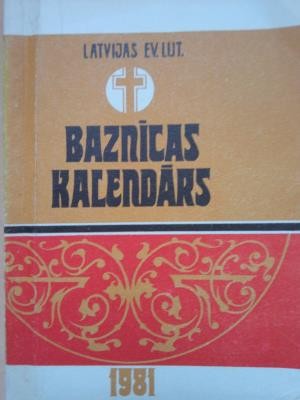 LATVIJAS EV. LUT.
BAZNĪCAS
KALENDĀRS
1981